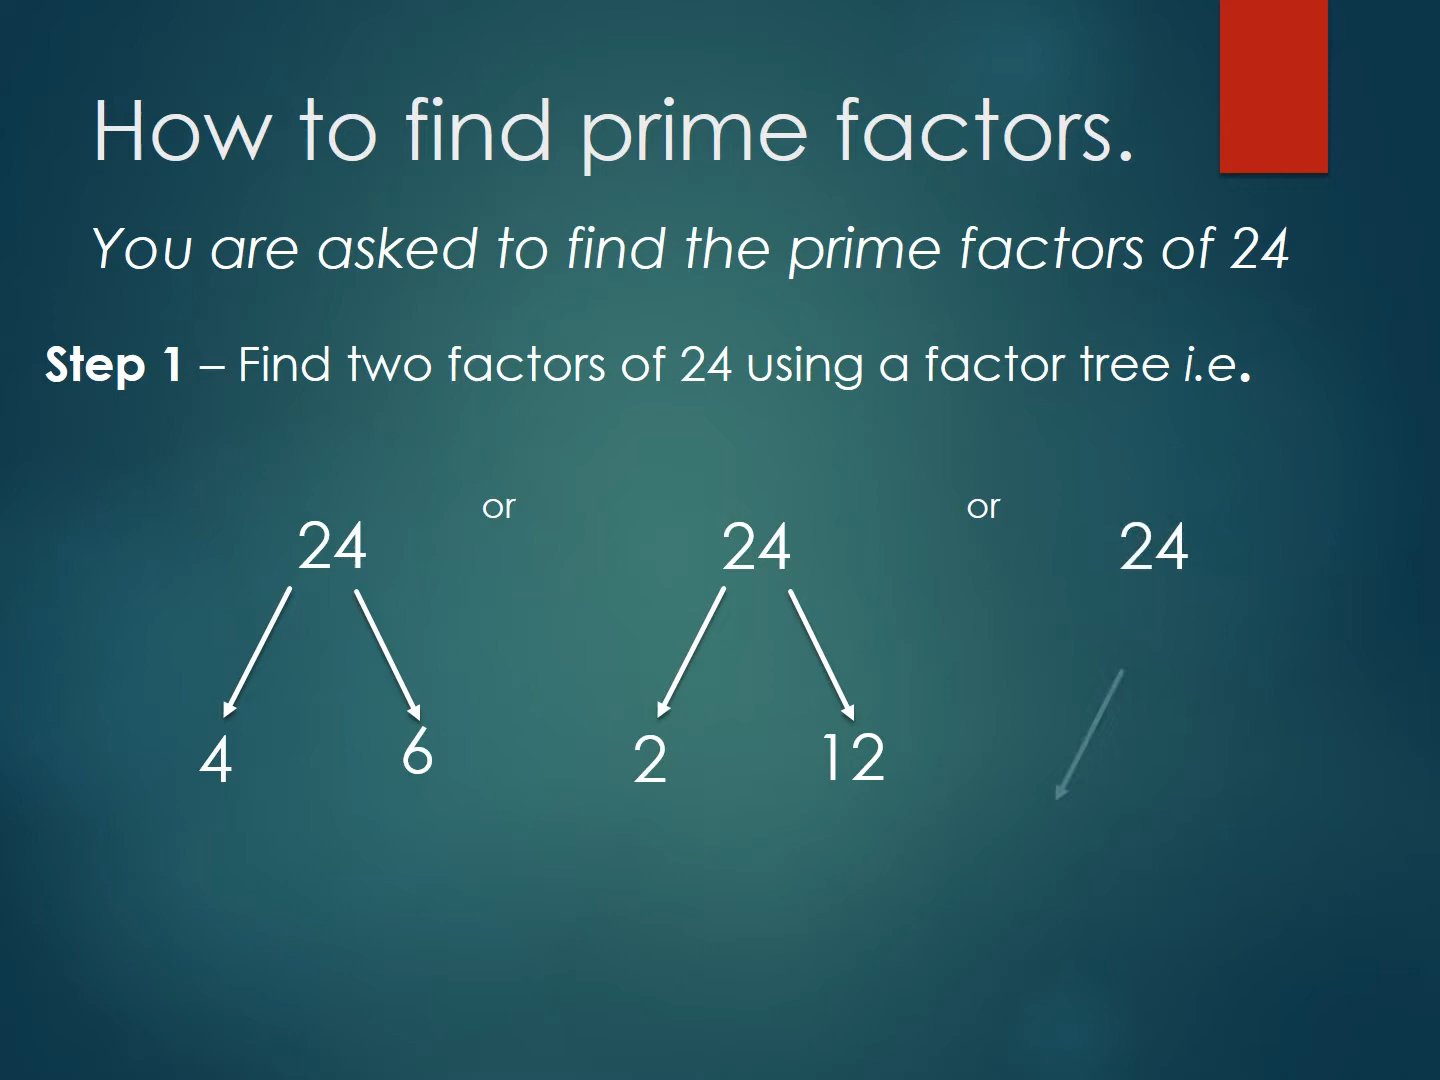 How to find prime factors.
You are asked to find the prime factors of 24
Step 1 – Find two factors of 24 using a factor tree i.e.
or
or
24
24
24
4
6
2
12